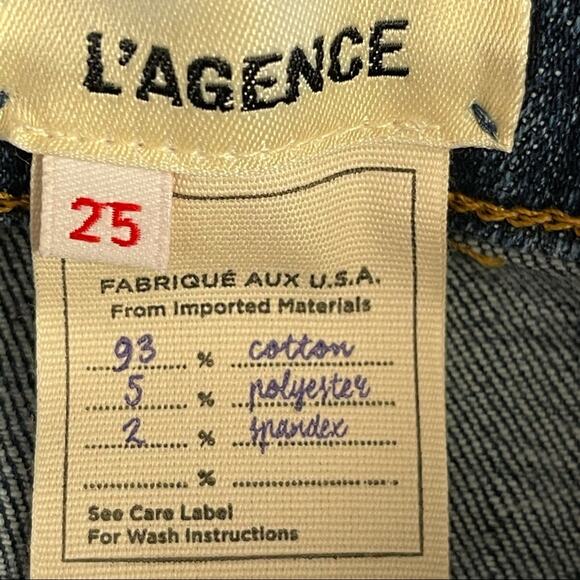 L'AGENCE
25
FABRIQUÉ AUX U.S.A.
From Imported Materials
93 % cotton
5 % polyester
2 % spandex
%
See Care Label
For Wash Instructions